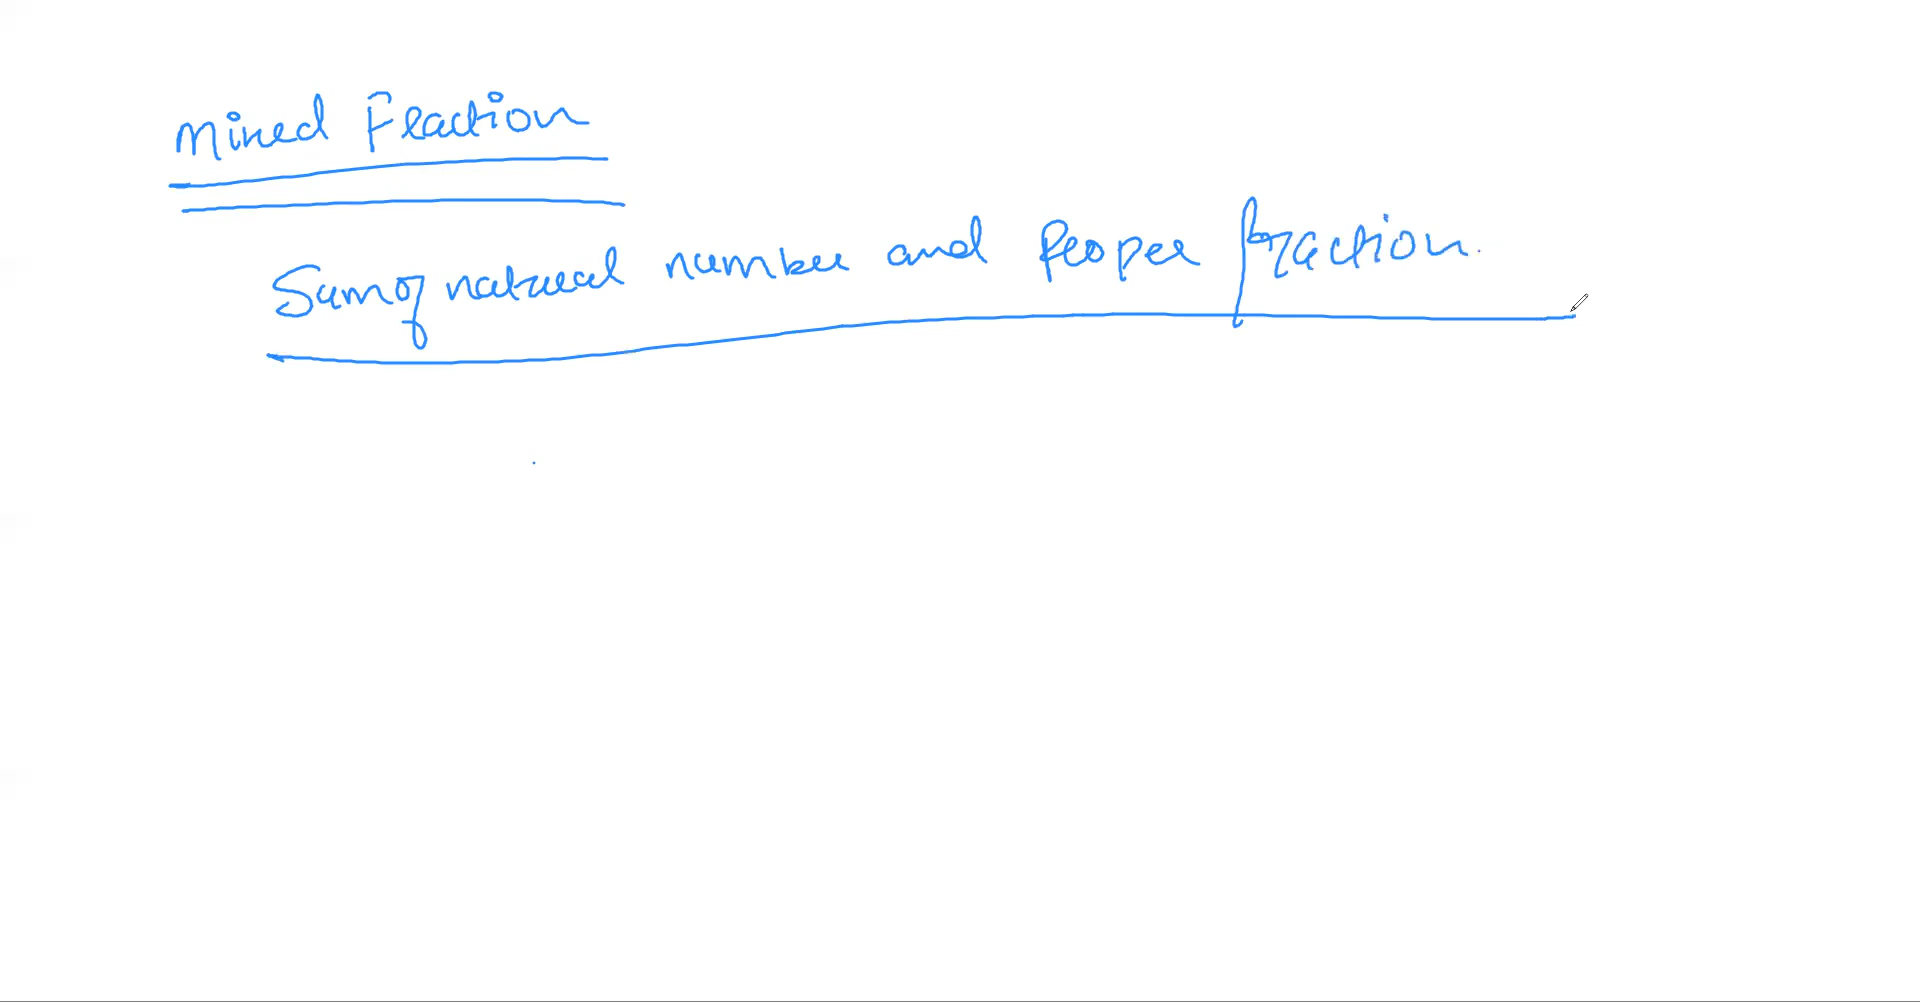 Mixed Fraction
Sum of natural number and Proper fraction.